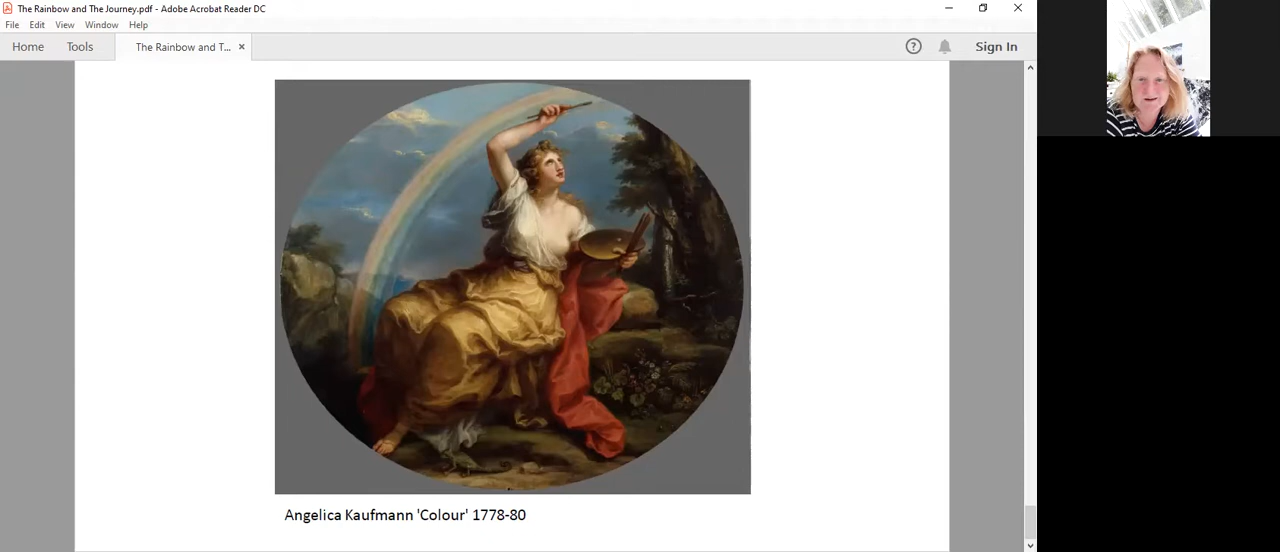 The Rainbow and The Journey.pdf - Adobe Acrobat Reader DC
File Edit View Window Help
Home Tools The Rainbow and T... Sign In
Angelica Kaufmann 'Colour' 1778-80